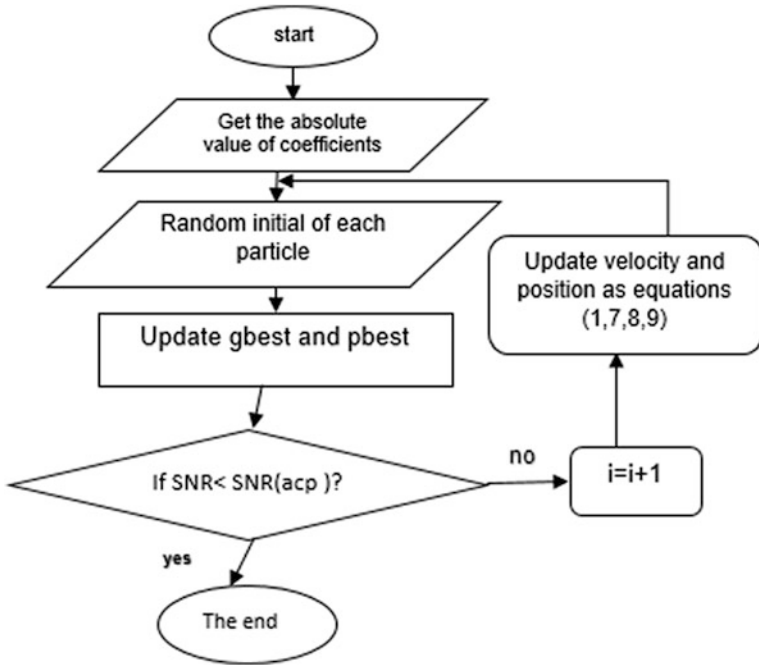 start
Get the absolute
value of coefficients
Random initial of each
particle
Update gbest and pbest
If SNR< SNR(acp )?
no
i=i+1
Update velocity and
position as equations
(1,7,8,9)
yes
The end